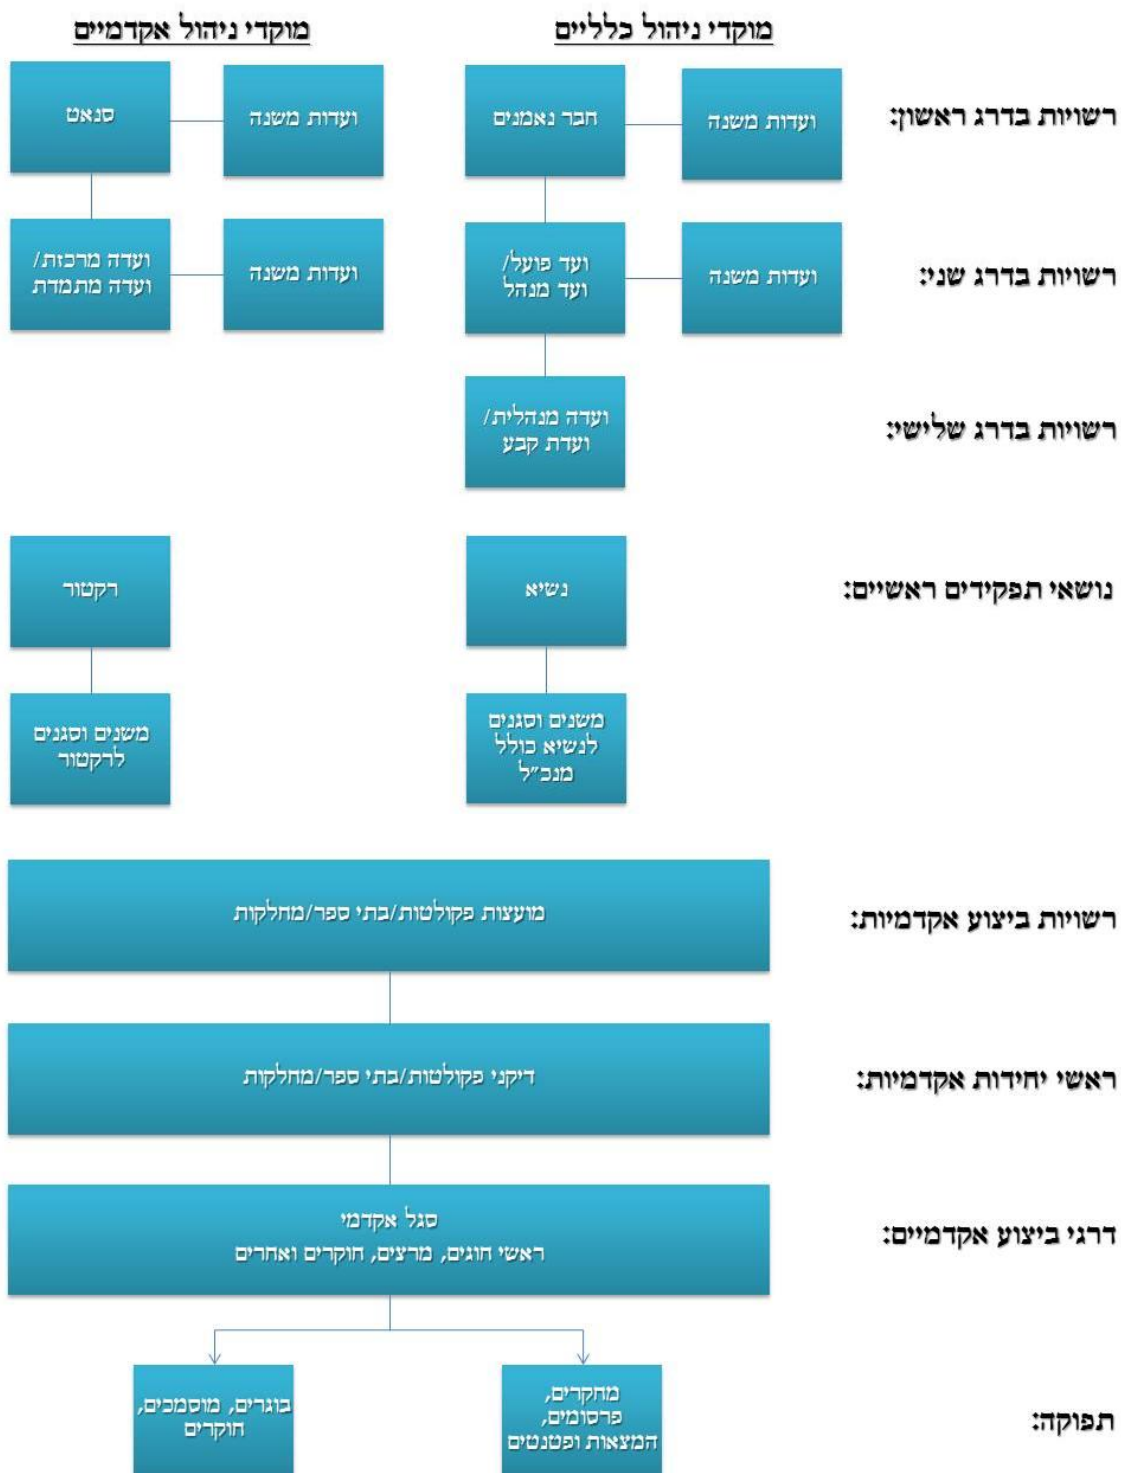 מוקדי ניהול כלליים
מוקדי ניהול אקדמיים
רשויות בדרג ראשון:
ועדות משנה
חבר נאמנים
ועדות משנה
סנאט
רשויות בדרג שני:
ועדות משנה
ועד פועל/
ועד מנהל
ועדות משנה
ועדה מרכזת/
ועדה מתמדת
רשויות בדרג שלישי:
ועדה מנהלית/
ועדת קבע
נושאי תפקידים ראשיים:
נשיא
רקטור
משנים וסגנים
לנשיא כולל
מנכ"ל
משנים וסגנים
לרקטור
רשויות ביצוע אקדמיות:
מועצות פקולטות/בתי ספר/מחלקות
ראשי יחידות אקדמיות:
דיקני פקולטות/בתי ספר/מחלקות
דרגי ביצוע אקדמיים:
סגל אקדמי
ראשי חוגים, מרצים, חוקרים ואחרים
תפוקה:
מחקרים,
פרסומים,
המצאות ופטנטים
בוגרים, מוסמכים,
חוקרים